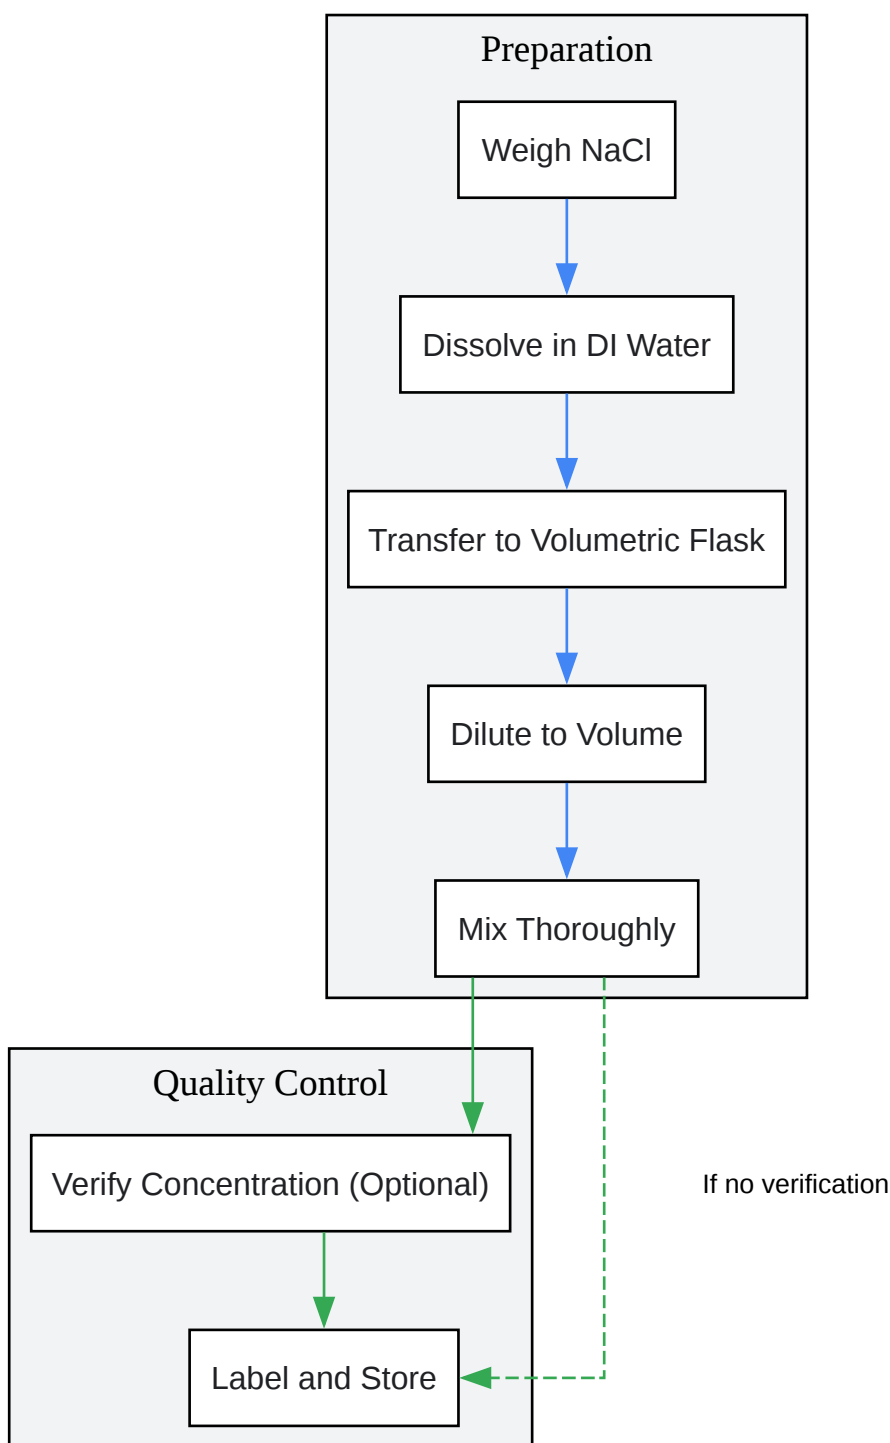 Preparation
Weigh NaCl
Dissolve in DI Water
Transfer to Volumetric Flask
Dilute to Volume
Mix Thoroughly
Quality Control
Verify Concentration (Optional)
If no verification
Label and Store